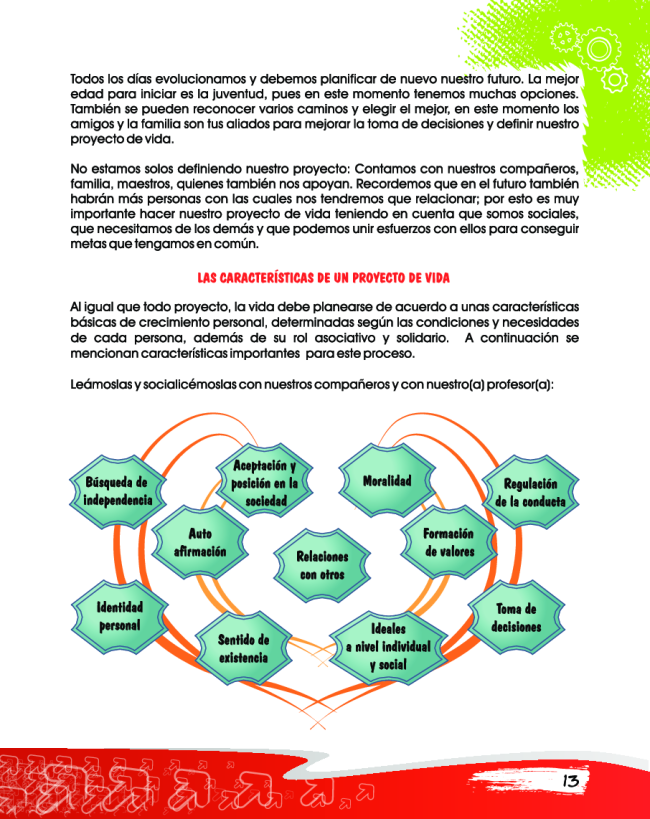 Todos los días evolucionamos y debemos planificar de nuevo nuestro futuro. La mejor
edad para iniciar es la juventud, pues en este momento tenemos muchas opciones.
También se pueden reconocer varios caminos y elegir el mejor, en este momento los
amigos y la familia son tus aliados para mejorar la toma de decisiones y definir nuestro
proyecto de vida.
No estamos solos definiendo nuestro proyecto: Contamos con nuestros compañeros,
familia, maestros, quienes también nos apoyan. Recordemos que en el futuro también
habrán más personas con las cuales nos tendremos que relacionar; por esto es muy
importante hacer nuestro proyecto de vida teniendo en cuenta que somos sociales,
que necesitamos de los demás y que podemos unir esfuerzos con ellos para conseguir
metas que tengamos en común.
LAS CARACTERÍSTICAS DE UN PROYECTO DE VIDA
Al igual que todo proyecto, la vida debe planearse de acuerdo a unas características
básicas de crecimiento personal, determinadas según las condiciones y necesidades
de cada persona, además de su rol asociativo y solidario. A continuación se
mencionan características importantes para este proceso.
Leámoslas y socialicémoslas con nuestros compañeros y con nuestro(a) profesor(a):
Búsqueda de
independencia
Aceptación y
posición en la
sociedad
Moralidad
Regulación
de la conducta
Auto
afirmación
Relaciones
con otros
Formación
de valores
Identidad
personal
Sentido de
existencia
Ideales
a nivel individual
y social
Toma de
decisiones
13